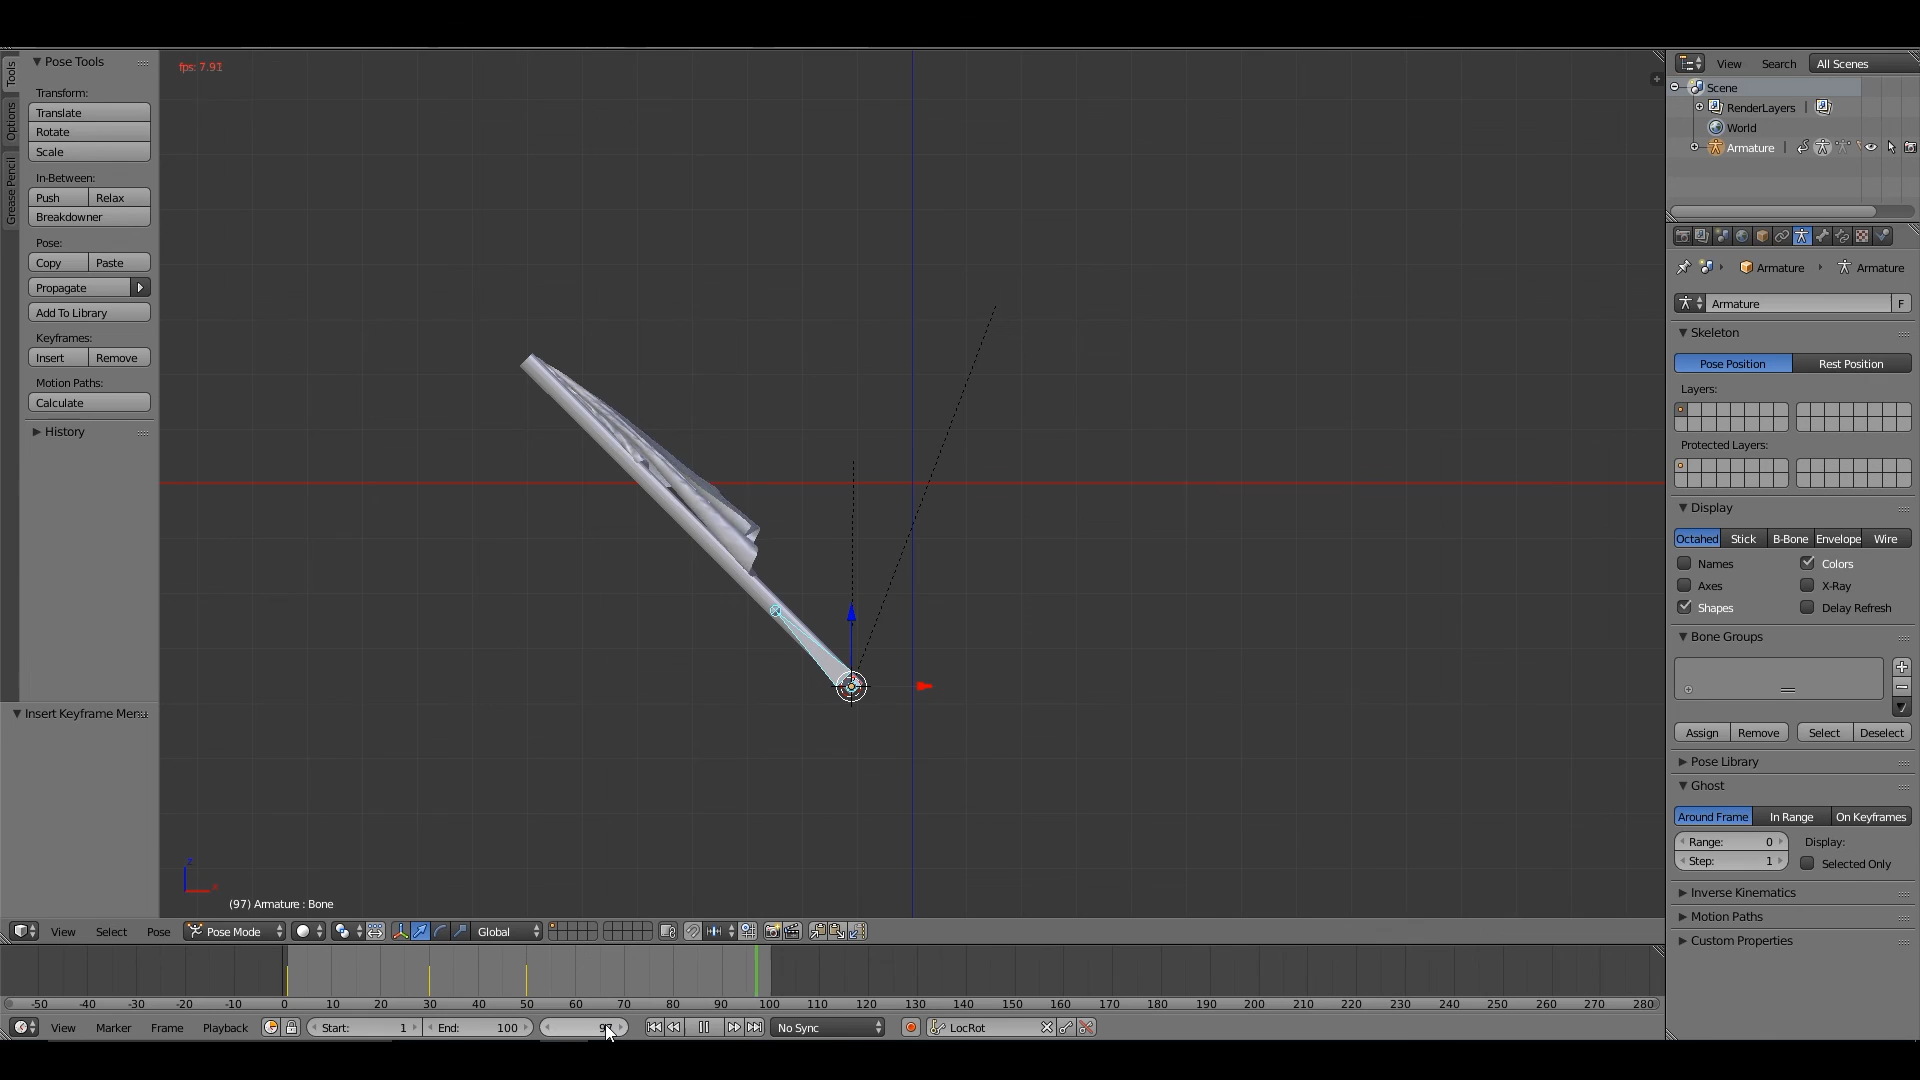 Tools
Options
Grease Pencil
Pose Tools
Transform:
Translate
Rotate
Scale
In-Between:
Push Relax
Breakdowner
Pose:
Copy Paste
Propagate
Add To Library
Keyframes:
Insert Remove
Motion Paths:
Calculate
History
Insert Keyframe Menu
fps: 7.91
z
x
(97) Armature : Bone
View Select Pose Pose Mode Global
-50 -40 -30 -20 -10 0 10 20 30 40 50 60 70 80 90 100 110 120 130 140 150 160 170 180 190 200 210 220 230 240 250 260 270 280
View Marker Frame Playback Start: 1 End: 100 No Sync LocRot
View Search All Scenes
Scene
RenderLayers
World
Armature
Armature Armature
Armature F
Skeleton
Pose Position Rest Position
Layers:
Protected Layers:
Display
Octahed Stick B-Bone Envelope Wire
Names Colors
Axes X-Ray
Shapes Delay Refresh
Bone Groups
Assign Remove Select Deselect
Pose Library
Ghost
Around Frame In Range On Keyframes
Range: 0 Display:
Step: 1 Selected Only
Inverse Kinematics
Motion Paths
Custom Properties